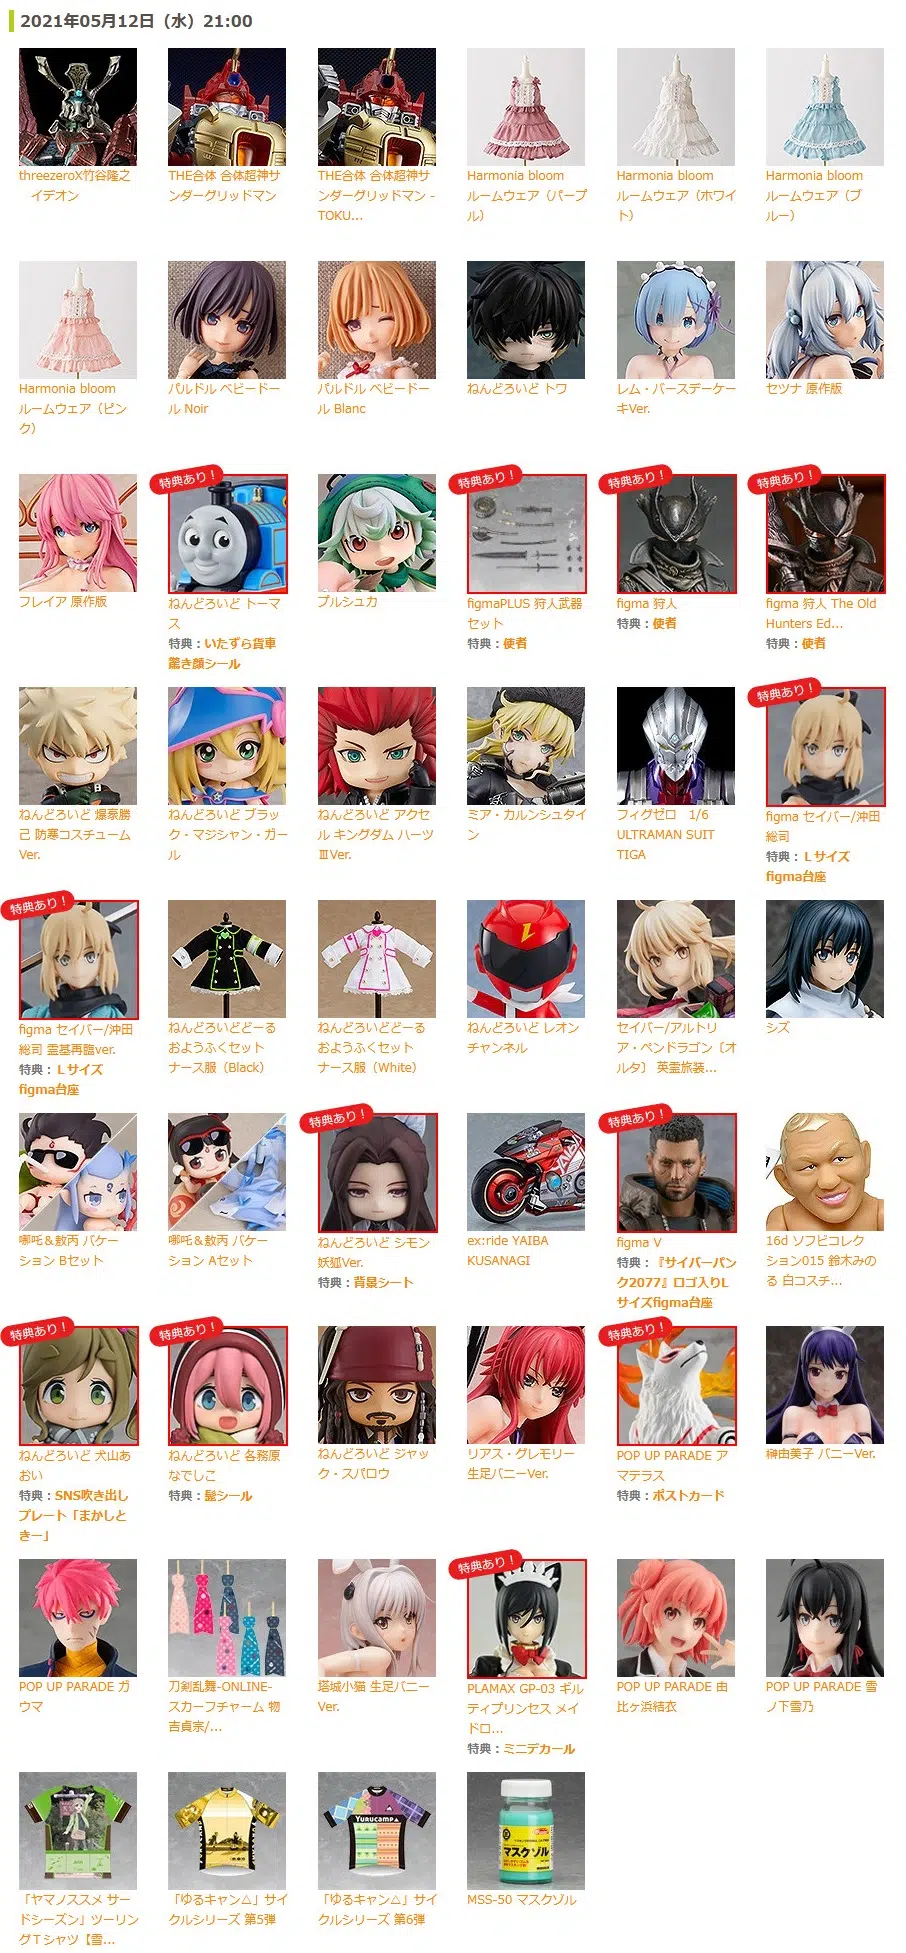 2021年05月12日（水）21:00
threezeroX竹谷隆之
イデオン
THE合体 合体超神サ
ンダーグリッドマン
THE合体 合体超神サ
ンダーグリッドマン -
TOKU...
Harmonia bloom
ルームウェア（パープ
ル）
Harmonia bloom
ルームウェア（ホワイ
ト）
Harmonia bloom
ルームウェア（ブ
ルー）
Harmonia bloom
ルームウェア（ピン
ク）
パルドル ベビードー
ル Noir
パルドル ベビードー
ル Blanc
ねんどろいど トワ
レム・バースデーケー
キVer.
セツナ 原作版
フレイア 原作版
特典あり！
ねんどろいど トーマ
ス
特典：いたずら貨車
驚き顔シール
プルシュカ
特典あり！
figmaPLUS 狩人武器
セット
特典：使者
特典あり！
figma 狩人
特典：使者
特典あり！
figma 狩人 The Old
Hunters Ed...
特典：使者
ねんどろいど 爆豪勝
己 防寒コスチューム
Ver.
ねんどろいど ブラッ
ク・マジシャン・ガー
ル
ねんどろいど アクセ
ル キングダム ハーツ
ⅢVer.
ミア・カルンシュタイ
ン
フィグゼロ 1/6
ULTRAMAN SUIT
TIGA
特典あり！
figma セイバー/沖田
総司
特典：Ｌサイズ
figma台座
特典あり！
figma セイバー/沖田
総司 霊基再臨ver.
特典：Ｌサイズ
figma台座
ねんどろいどどーる
おようふくセット
ナース服（Black）
ねんどろいどどーる
おようふくセット
ナース服（White）
ねんどろいど レオン
チャンネル
セイバー/アルトリ
ア・ペンドラゴン〔オ
ルタ〕 英霊旅装...
シズ
哪吒＆敖丙 バケー
ション Bセット
哪吒＆敖丙 バケー
ション Aセット
特典あり！
ねんどろいど シモン
妖狐Ver.
特典：背景シート
ex:ride YAIBA
KUSANAGI
特典あり！
figma V
特典：『サイバーパン
ク2077』ロゴ入りL
サイズfigma台座
16d ソフビコレク
ション015 鈴木みの
る 白コスチ...
特典あり！
ねんどろいど 犬山あ
おい
特典：SNS吹き出し
プレート「まかしと
きー」
特典あり！
ねんどろいど 各務原
なでしこ
特典：髭シール
ねんどろいど ジャッ
ク・スパロウ
リアス・グレモリー
生足バニーVer.
特典あり！
POP UP PARADE ア
マテラス
特典：ポストカード
榊由美子 バニーVer.
POP UP PARADE ガ
ウマ
刀剣乱舞-ONLINE-
スカーフチャーム 物
吉貞宗/...
塔城小猫 生足バニー
Ver.
特典あり！
PLAMAX GP-03 ギル
ティプリンセス メイ
ドロ...
特典：ミニデカール
POP UP PARADE 由
比ヶ浜結衣
POP UP PARADE 雪
ノ下雪乃
「ヤマノススメ サー
ドシーズン」ツーリン
グＴシャツ【雪...
「ゆるキャン△」サイ
クルシリーズ 第5弾
YURUCAMP
「ゆるキャン△」サイ
クルシリーズ 第6弾
マスクゾル
MSS-50 マスクゾル